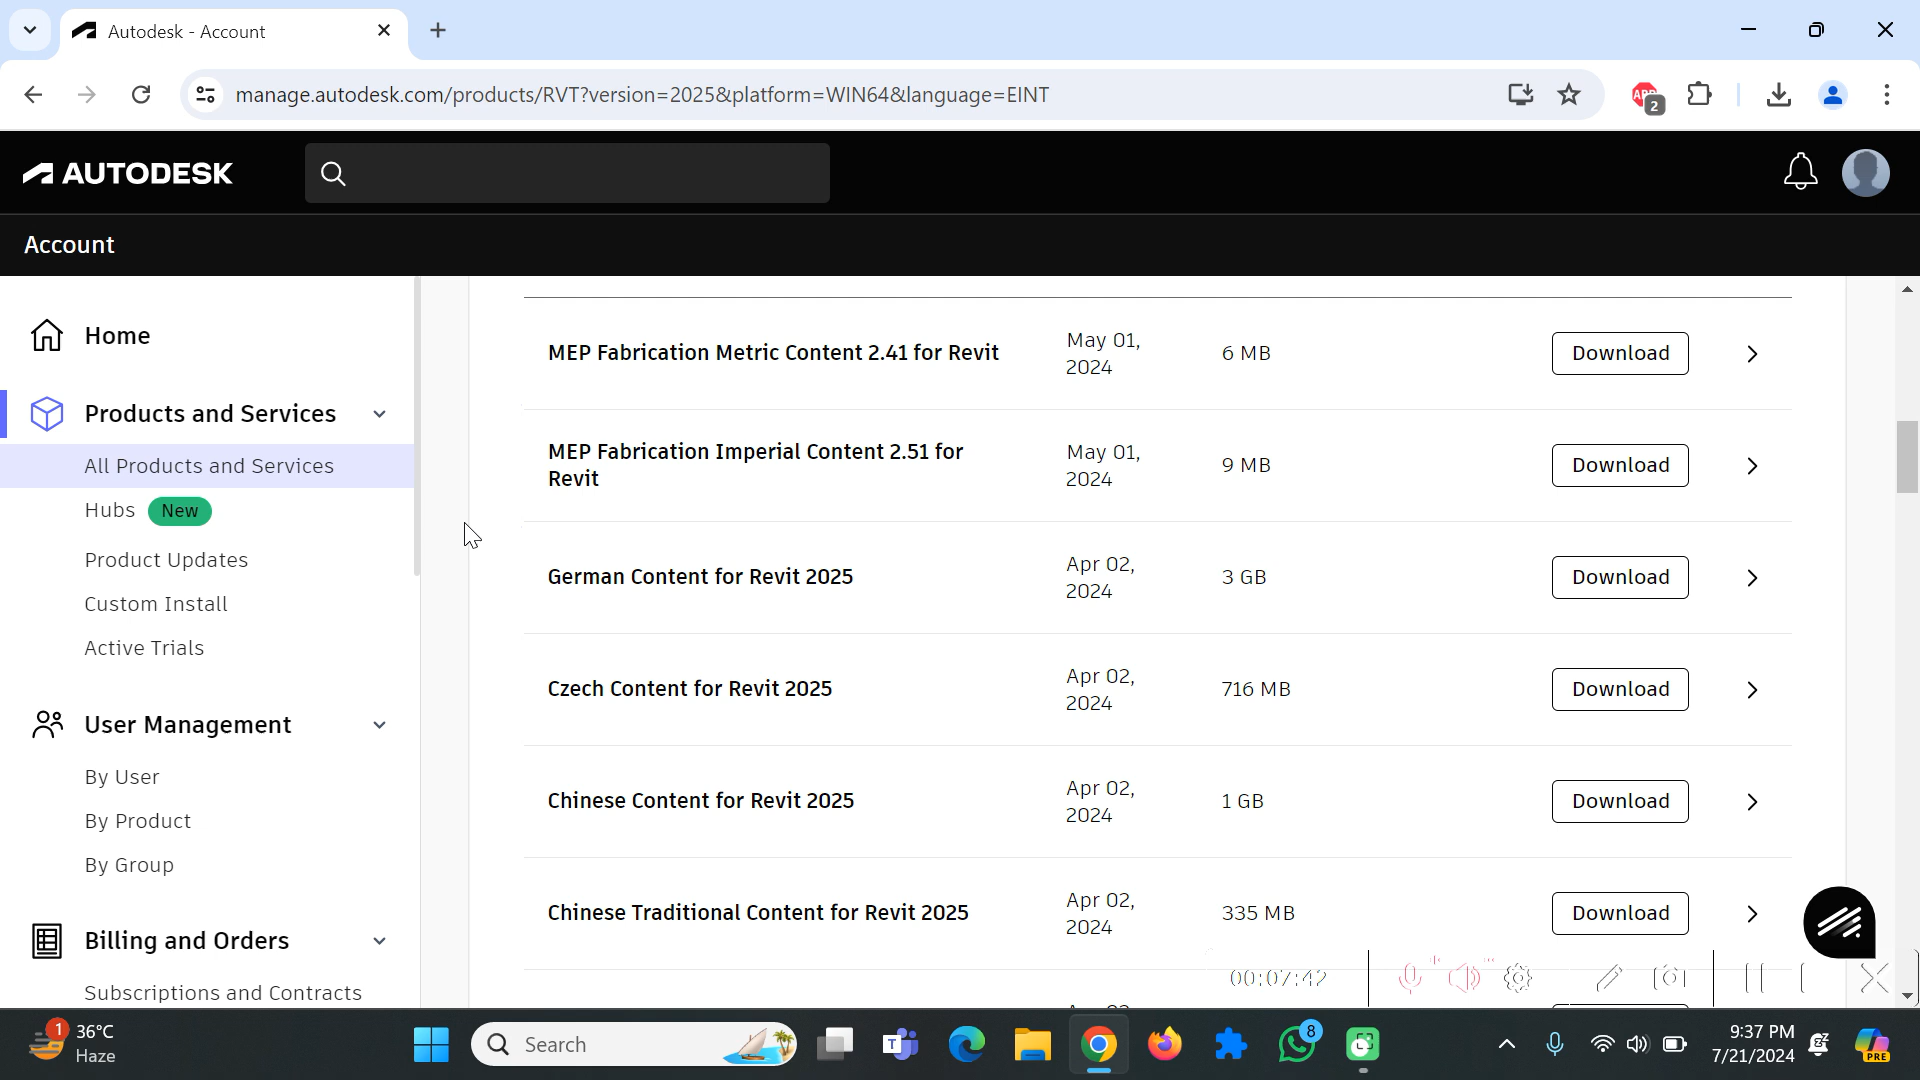 Autodesk - Account
manage.autodesk.com/products/RVT?version=2025&platform=WIN64&language=EINT
ABP
2
AUTODESK
Account
Home
Products and Services
All Products and Services
Hubs New
Product Updates
Custom Install
Active Trials
User Management
By User
By Product
By Group
Billing and Orders
Subscriptions and Contracts
MEP Fabrication Metric Content 2.41 for Revit
May 01,
2024
6 MB
Download
MEP Fabrication Imperial Content 2.51 for
Revit
May 01,
2024
9 MB
Download
German Content for Revit 2025
Apr 02,
2024
3 GB
Download
Czech Content for Revit 2025
Apr 02,
2024
716 MB
Download
Chinese Content for Revit 2025
Apr 02,
2024
1 GB
Download
Chinese Traditional Content for Revit 2025
Apr 02,
2024
335 MB
Download
00:07:42
1
36°C
Haze
Search
T
8
9:37 PM
7/21/2024
PRE